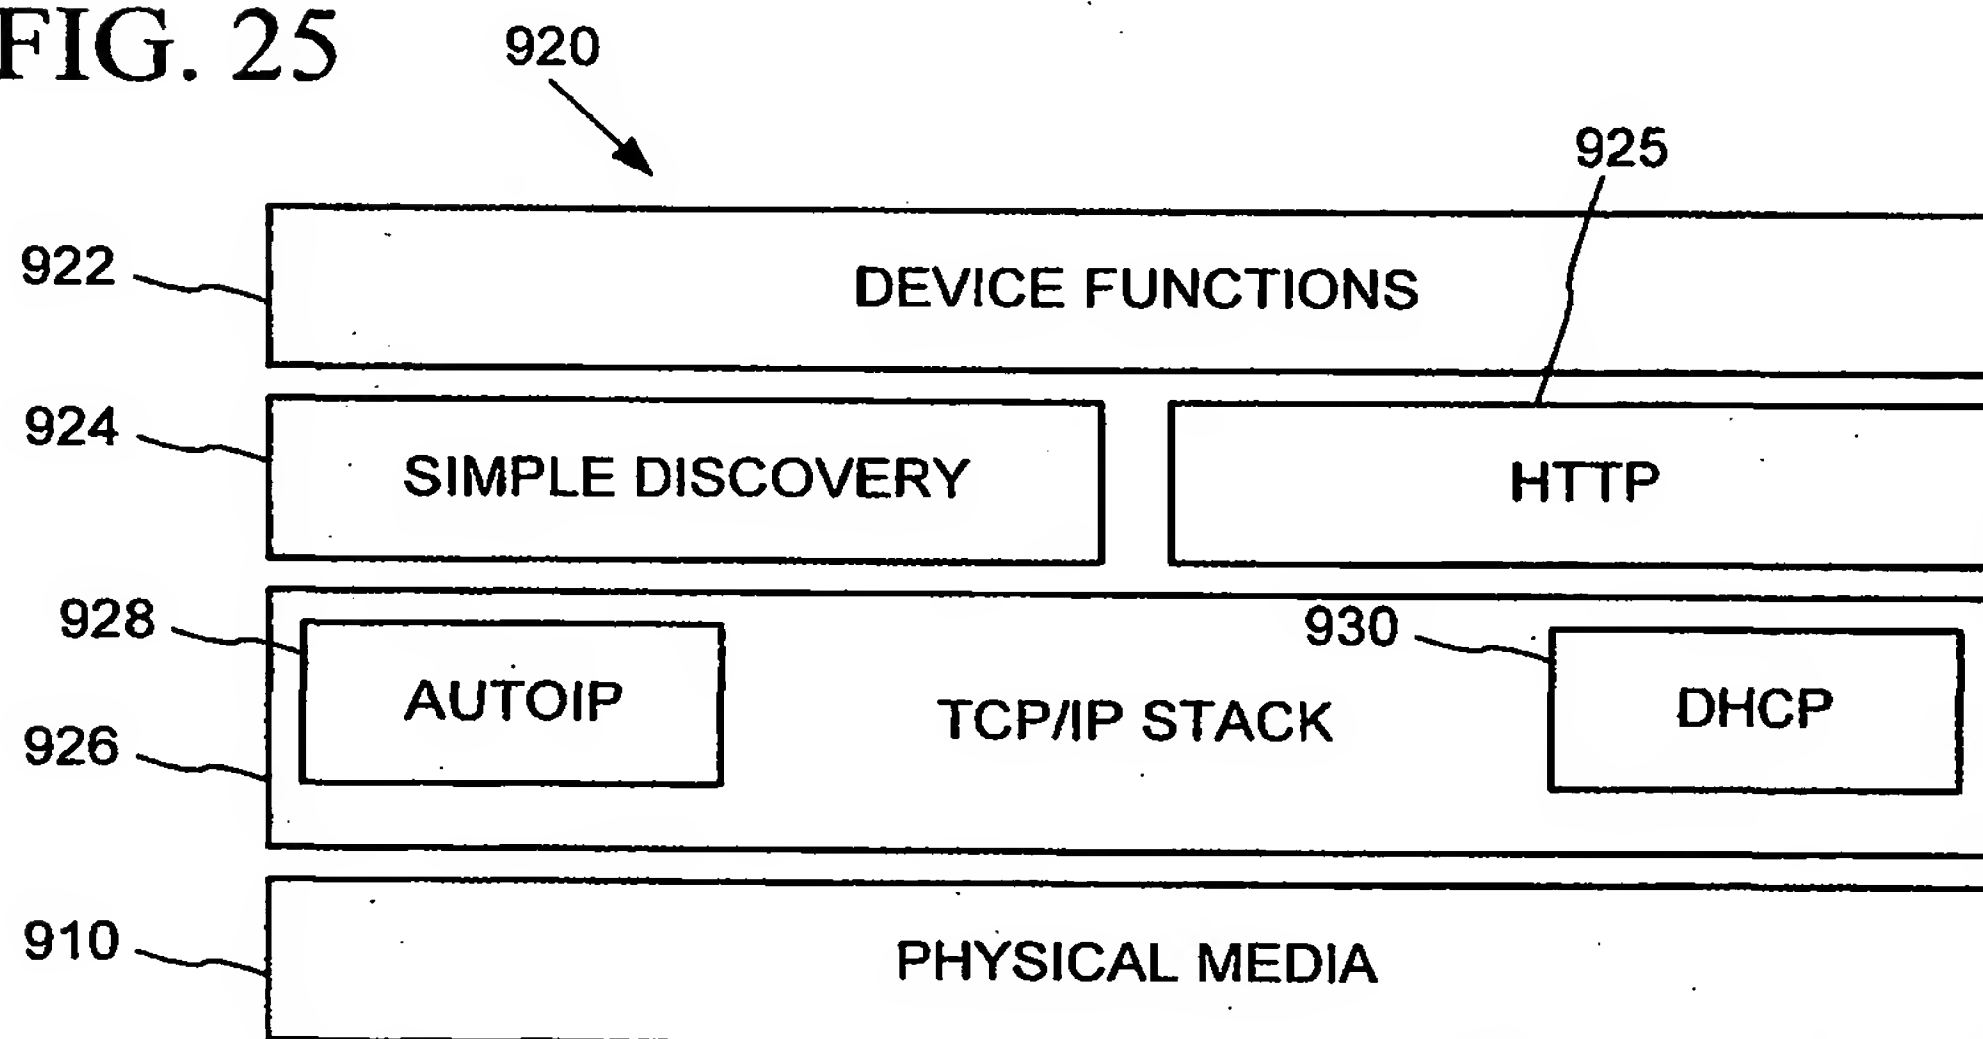 FIG. 25
920
925
922
DEVICE FUNCTIONS
924
SIMPLE DISCOVERY
HTTP
928
930
AUTOIP
TCP/IP STACK
DHCP
926
910
PHYSICAL MEDIA